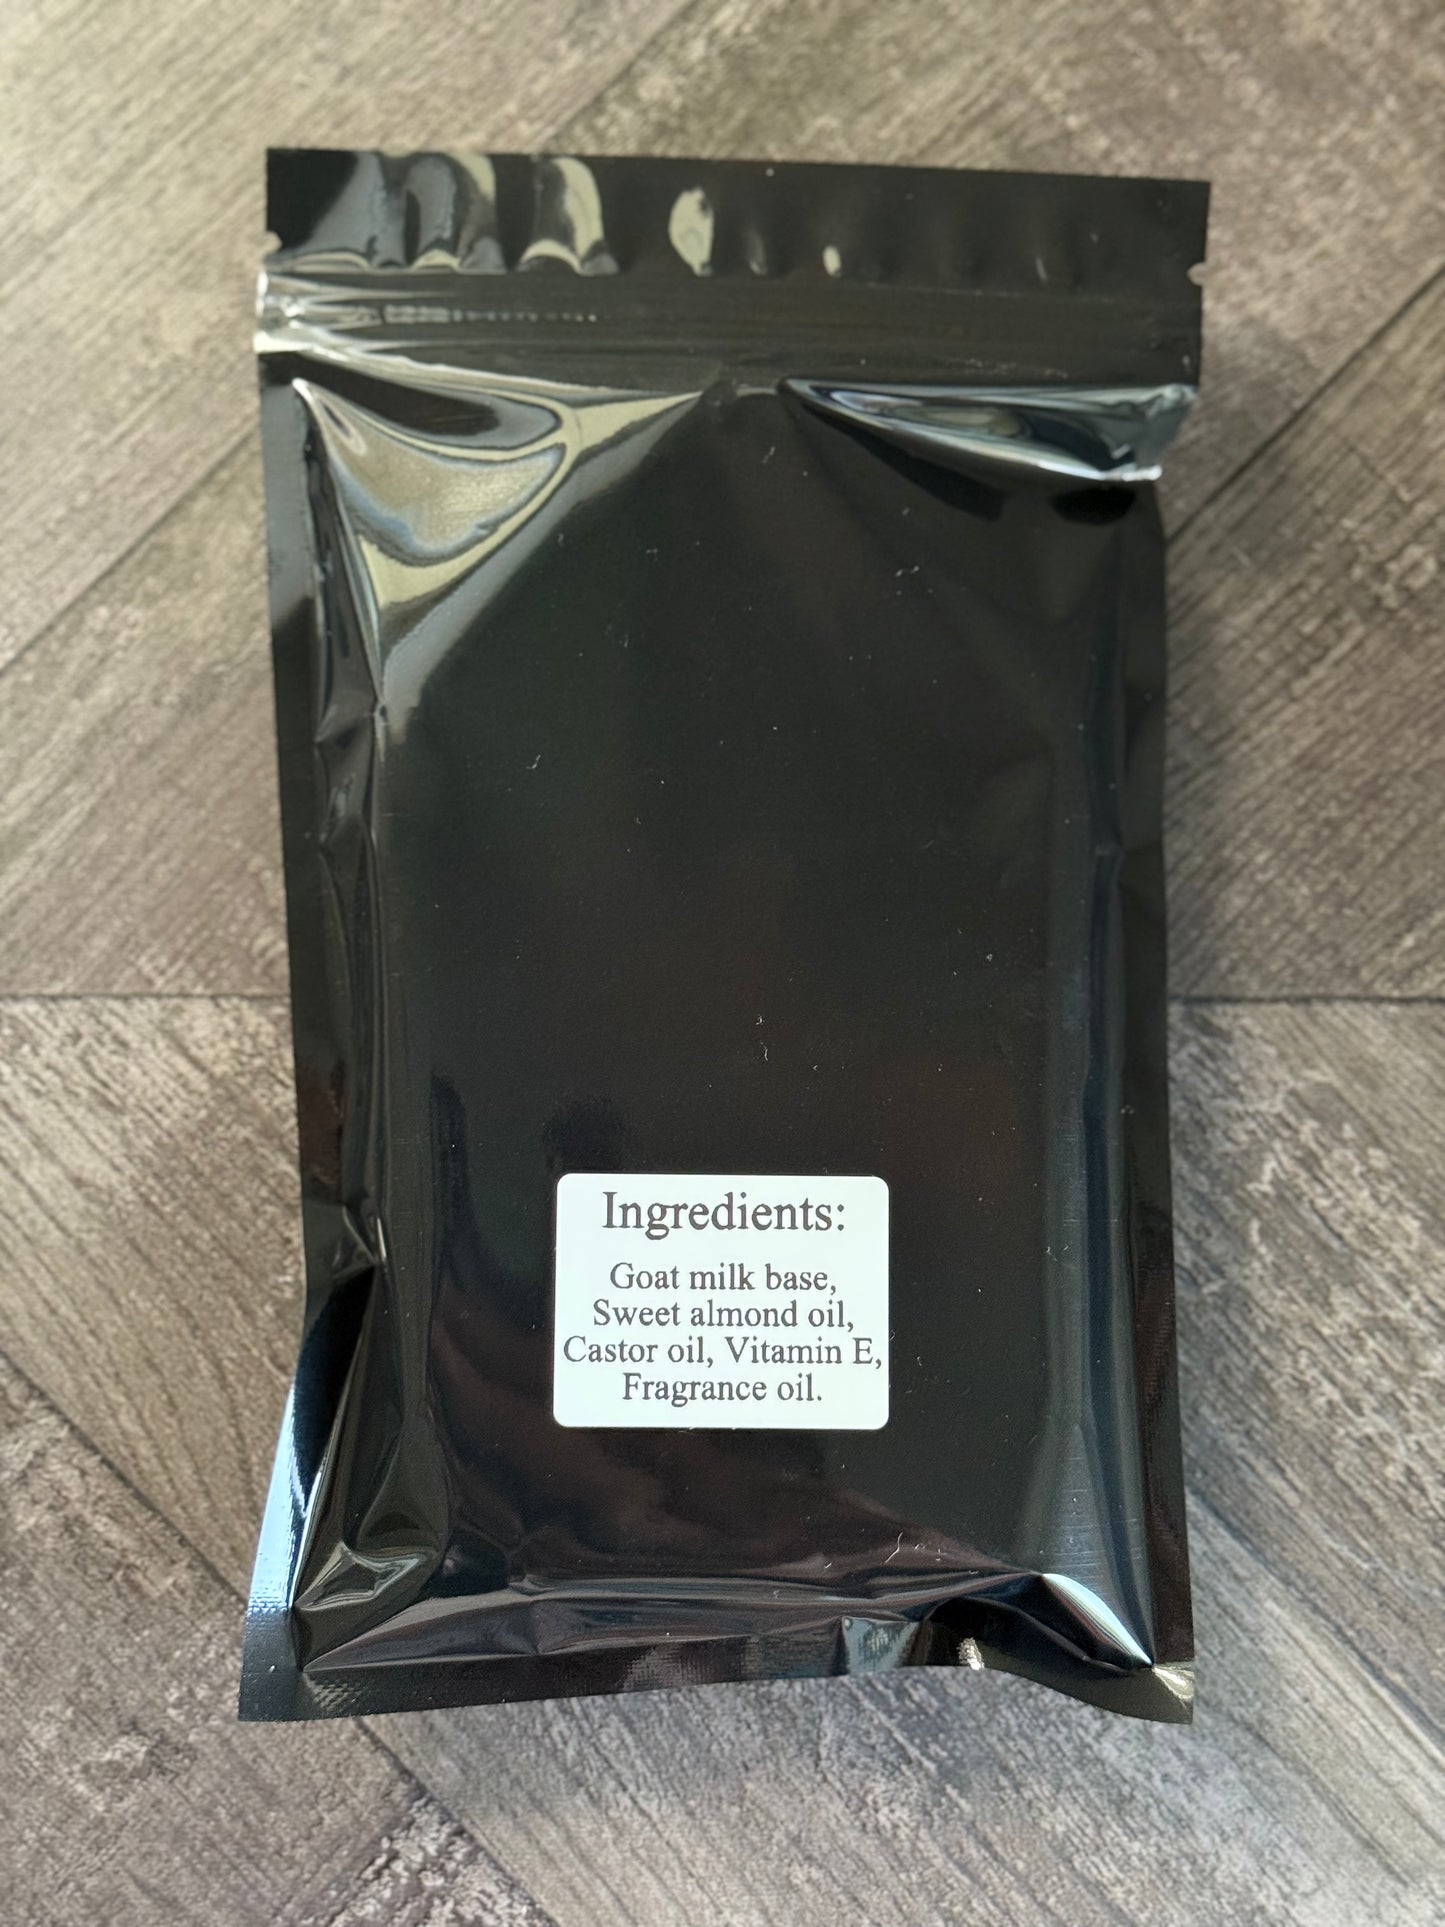 Ingredients:
Goat milk base,
Sweet almond oil,
Castor oil, Vitamin E,
Fragrance oil.